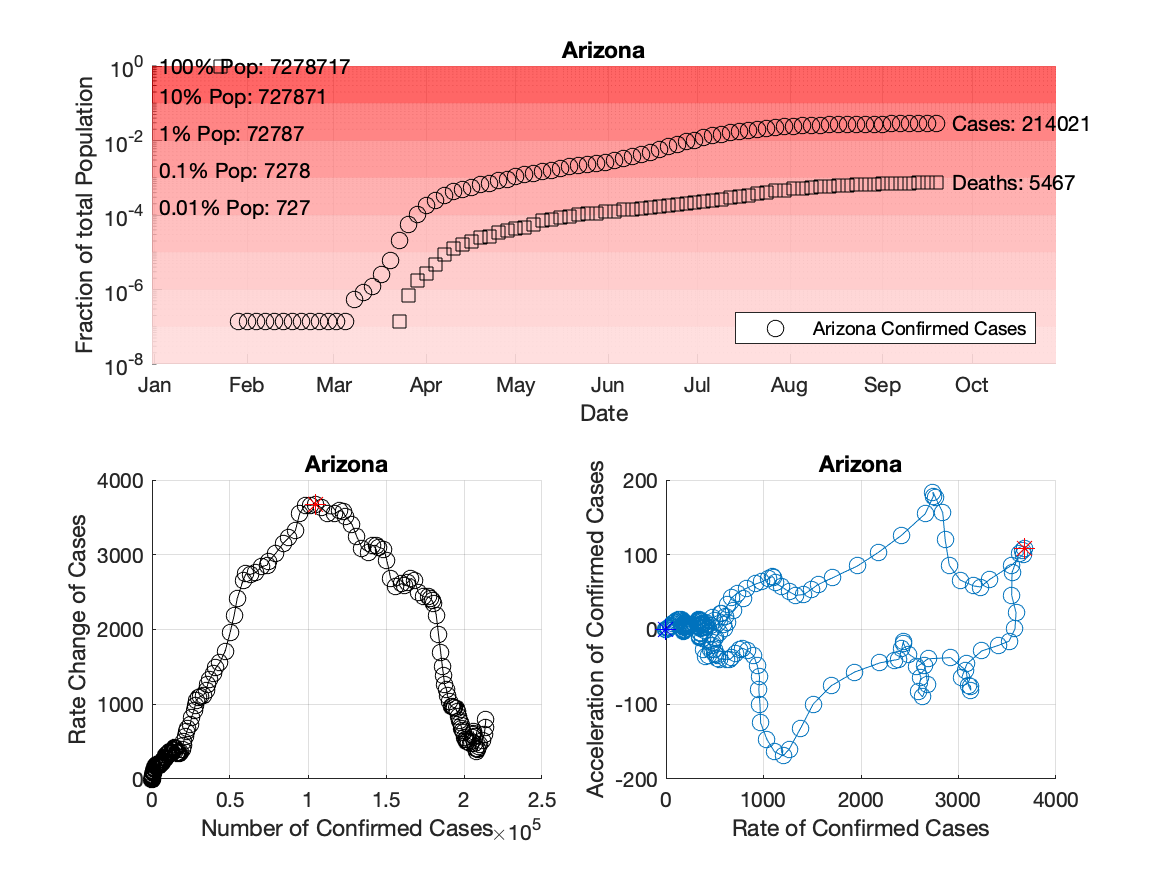 Arizona
10^0
10^-2
10^-4
10^-6
10^-8
Fraction of total Population
100% Pop: 7278717
10% Pop: 727871
1% Pop: 72787
0.1% Pop: 7278
0.01% Pop: 727
Cases: 214021
Deaths: 5467
Arizona Confirmed Cases
Jan Feb Mar Apr May Jun Jul Aug Sep Oct
Date
Arizona
4000
3000
2000
1000
0
Rate Change of Cases
0 0.5 1 1.5 2 2.5
Number of Confirmed Cases ×10^5
Arizona
200
100
0
-100
-200
Acceleration of Confirmed Cases
0 1000 2000 3000 4000
Rate of Confirmed Cases